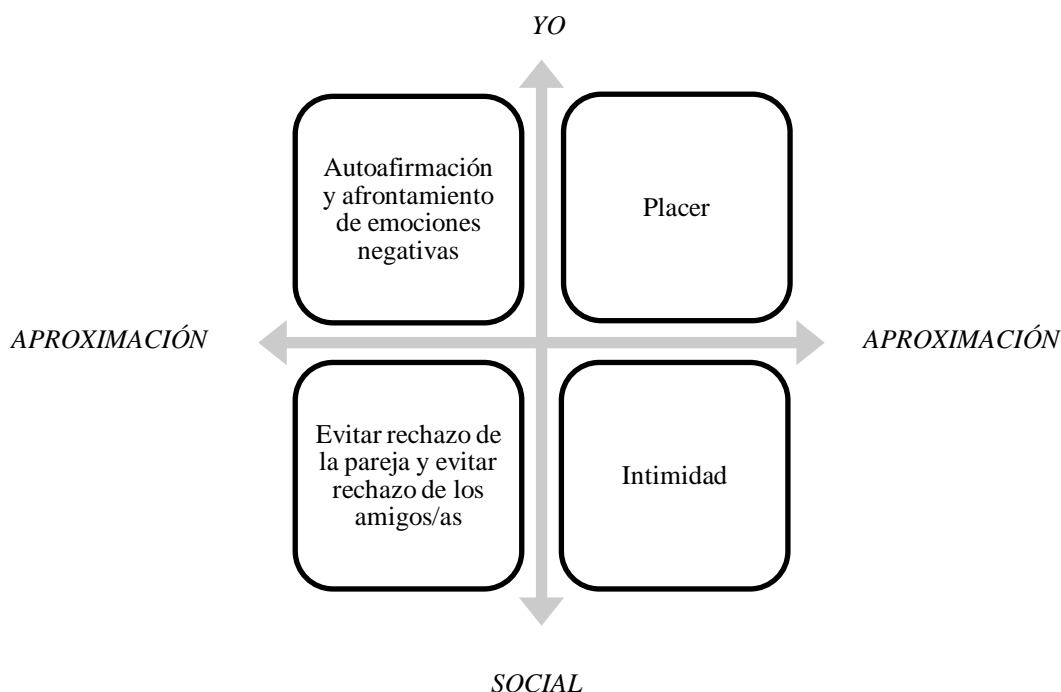 YO
Autoafirmación
y afrontamiento
de emociones
negativas
Placer
APROXIMACIÓN
APROXIMACIÓN
Evitar rechazo de
la pareja y evitar
rechazo de los
amigos/as
Intimidad
SOCIAL